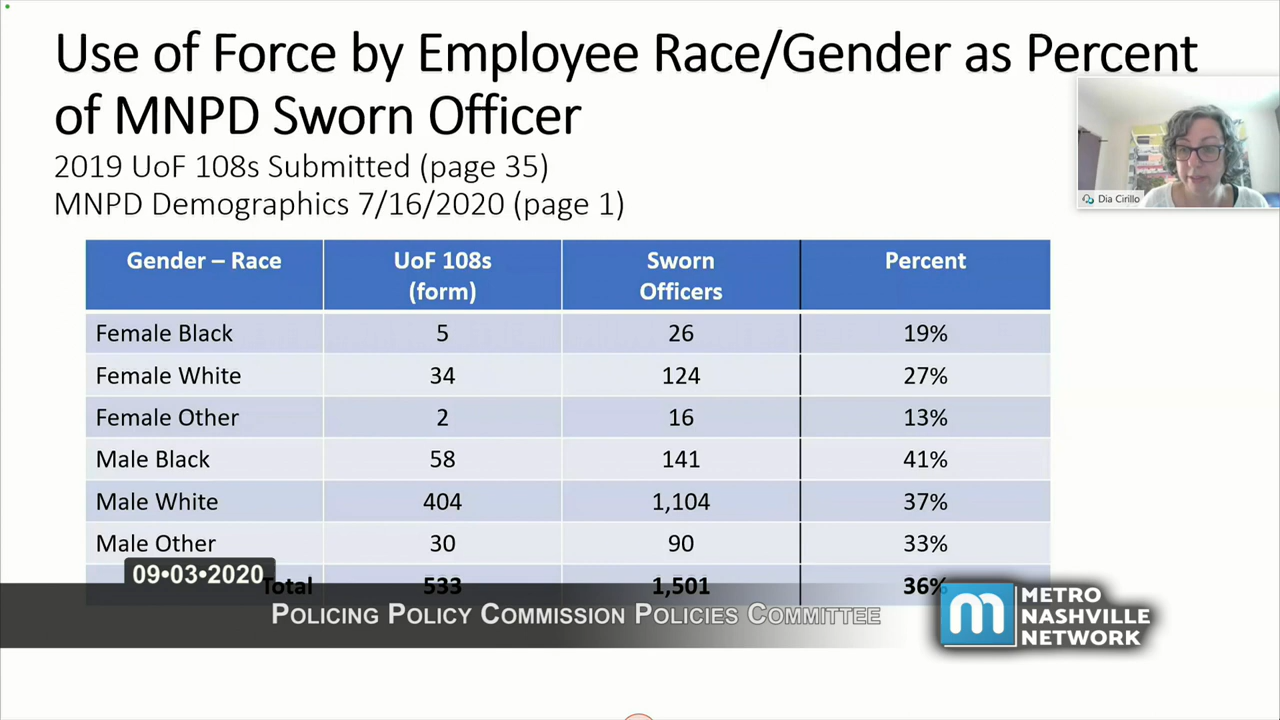 Use of Force by Employee Race/Gender as Percent
of MNPD Sworn Officer
2019 UoF 108s Submitted (page 35)
MNPD Demographics 7/16/2020 (page 1)
Dia Cirillo
Gender – Race UoF 108s (form) Sworn Officers Percent
Female Black 5 26 19%
Female White 34 124 27%
Female Other 2 16 13%
Male Black 58 141 41%
Male White 404 1,104 37%
Male Other 30 90 33%
Total 533 1,501 36%
09•03•2020
POLICING POLICY COMMISSION POLICIES COMMITTEE
m
METRO
NASHVILLE
NETWORK